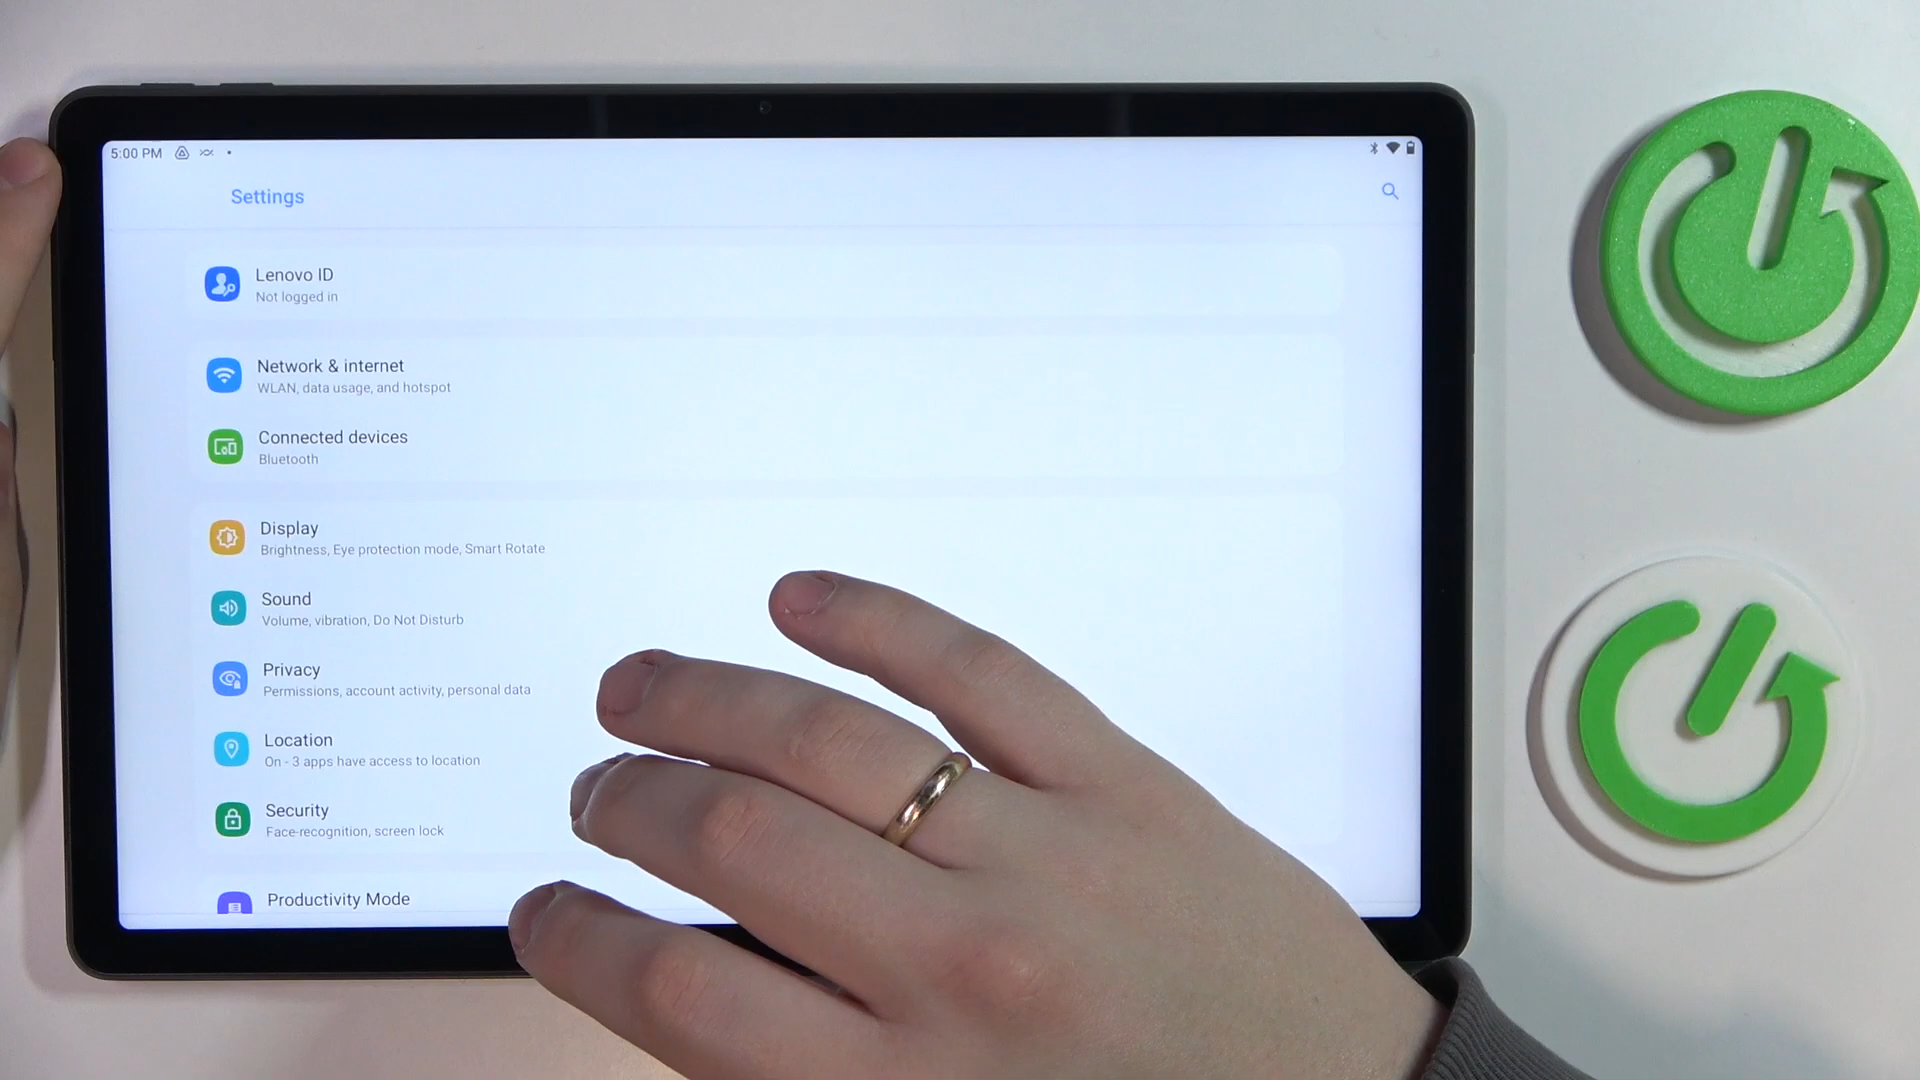 5:00 PM
Settings
Lenovo ID
Not logged in
Network & internet
WLAN, data usage, and hotspot
Connected devices
Bluetooth
Display
Brightness, Eye protection mode, Smart Rotate
Sound
Volume, vibration, Do Not Disturb
Privacy
Permissions, account activity, personal data
Location
On - 3 apps have access to location
Security
Face-recognition, screen lock
Productivity Mode